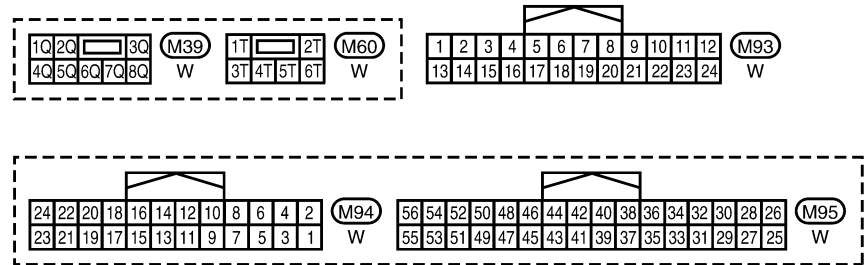 1Q 2Q 3Q M39 1T 2T M60 1 2 3 4 5 6 7 8 9 10 11 12 M93
4Q 5Q 6Q 7Q 8Q W 3T 4T 5T 6T W 13 14 15 16 17 18 19 20 21 22 23 24 W
24 22 20 18 16 14 12 10 8 6 4 2 M94 56 54 52 50 48 46 44 42 40 38 36 34 32 30 28 26 M95
23 21 19 17 15 13 11 9 7 5 3 1 W 55 53 51 49 47 45 43 41 39 37 35 33 31 29 27 25 W